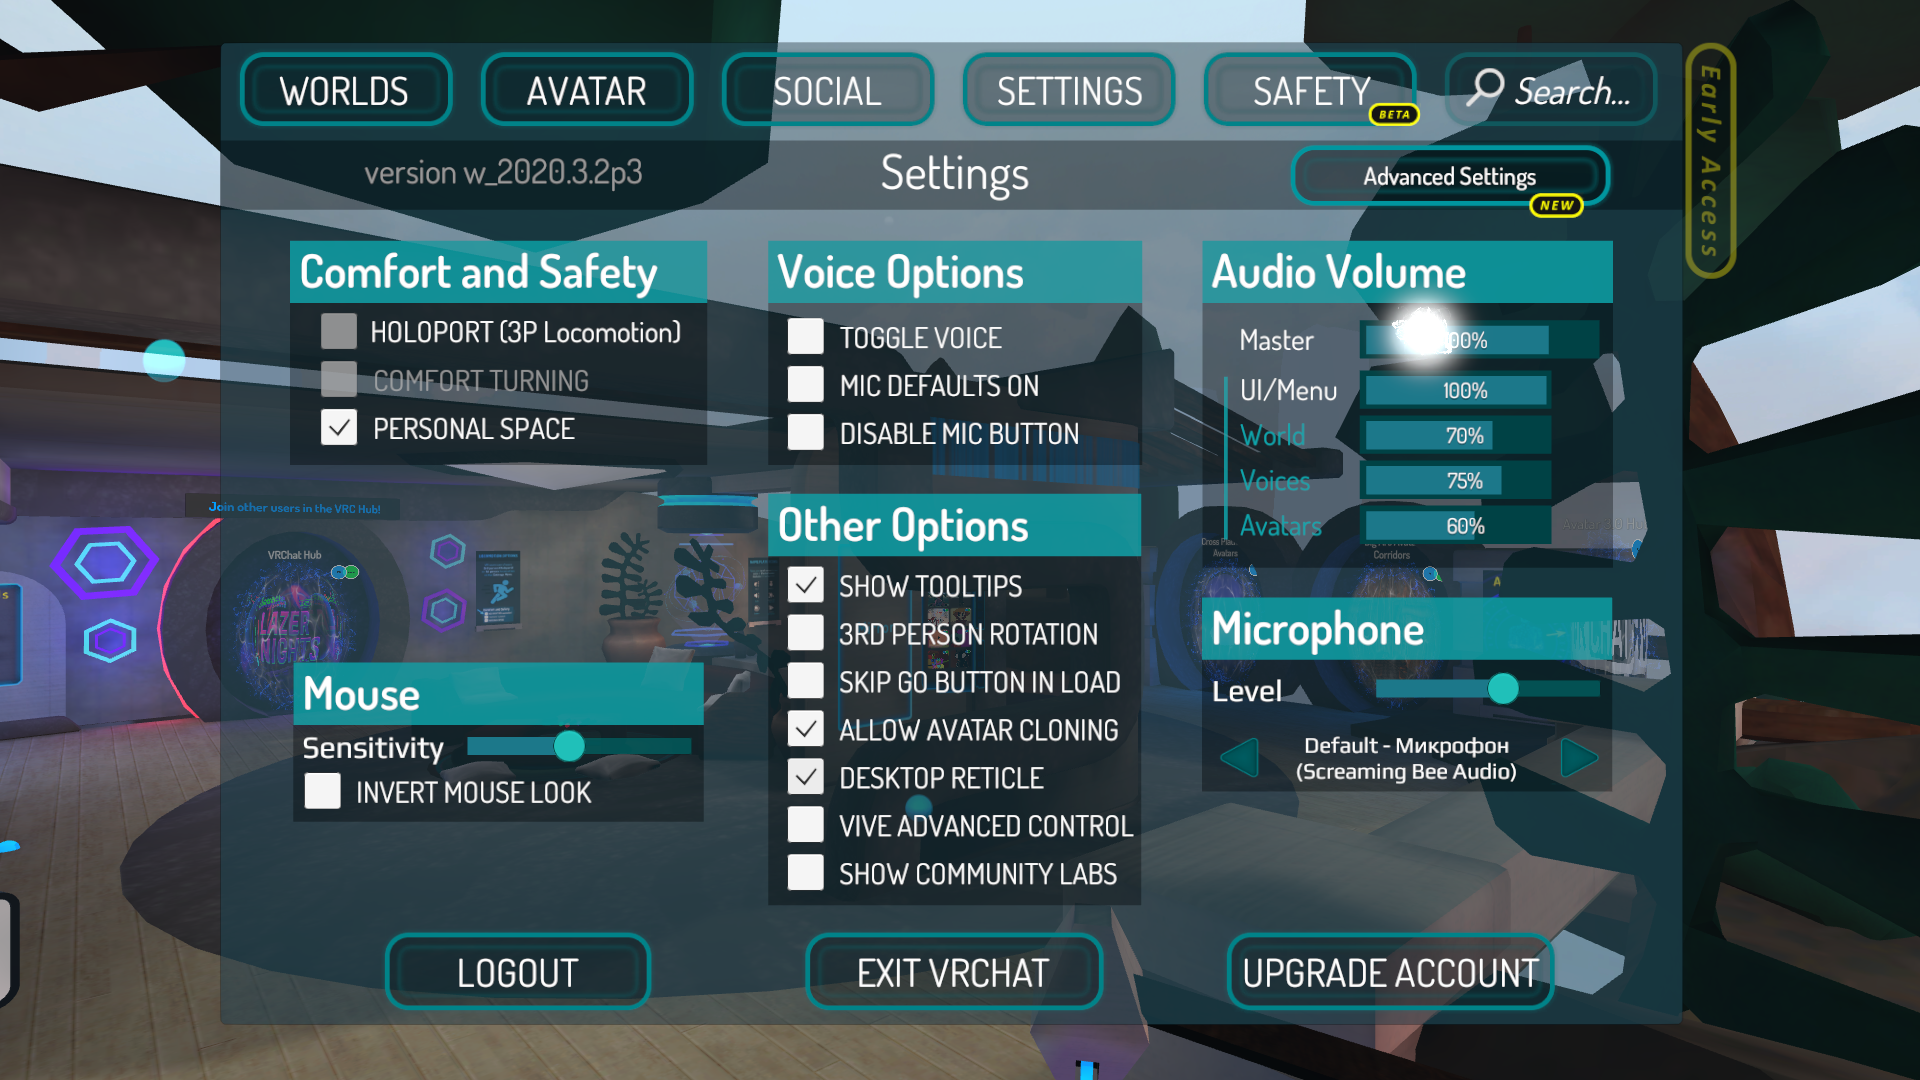 WORLDS
AVATAR
SOCIAL
SETTINGS
SAFETY
BETA
Search...
Early Access
version w_2020.3.2p3
Settings
Advanced Settings
NEW
Comfort and Safety
HOLOPORT (3P Locomotion)
COMFORT TURNING
PERSONAL SPACE
Voice Options
TOGGLE VOICE
MIC DEFAULTS ON
DISABLE MIC BUTTON
Audio Volume
Master
00%
UI/Menu
100%
World
70%
Voices
75%
Avatars
60%
Join other users in the VRC Hub!
VRChat Hub
LAZER
NIGHTS
Avatars
Corridors
Other Options
SHOW TOOLTIPS
3RD PERSON ROTATION
SKIP GO BUTTON IN LOAD
ALLOW AVATAR CLONING
DESKTOP RETICLE
VIVE ADVANCED CONTROL
SHOW COMMUNITY LABS
Mouse
Sensitivity
INVERT MOUSE LOOK
Microphone
Level
Default - Микрофон
(Screaming Bee Audio)
LOGOUT
EXIT VRCHAT
UPGRADE ACCOUNT